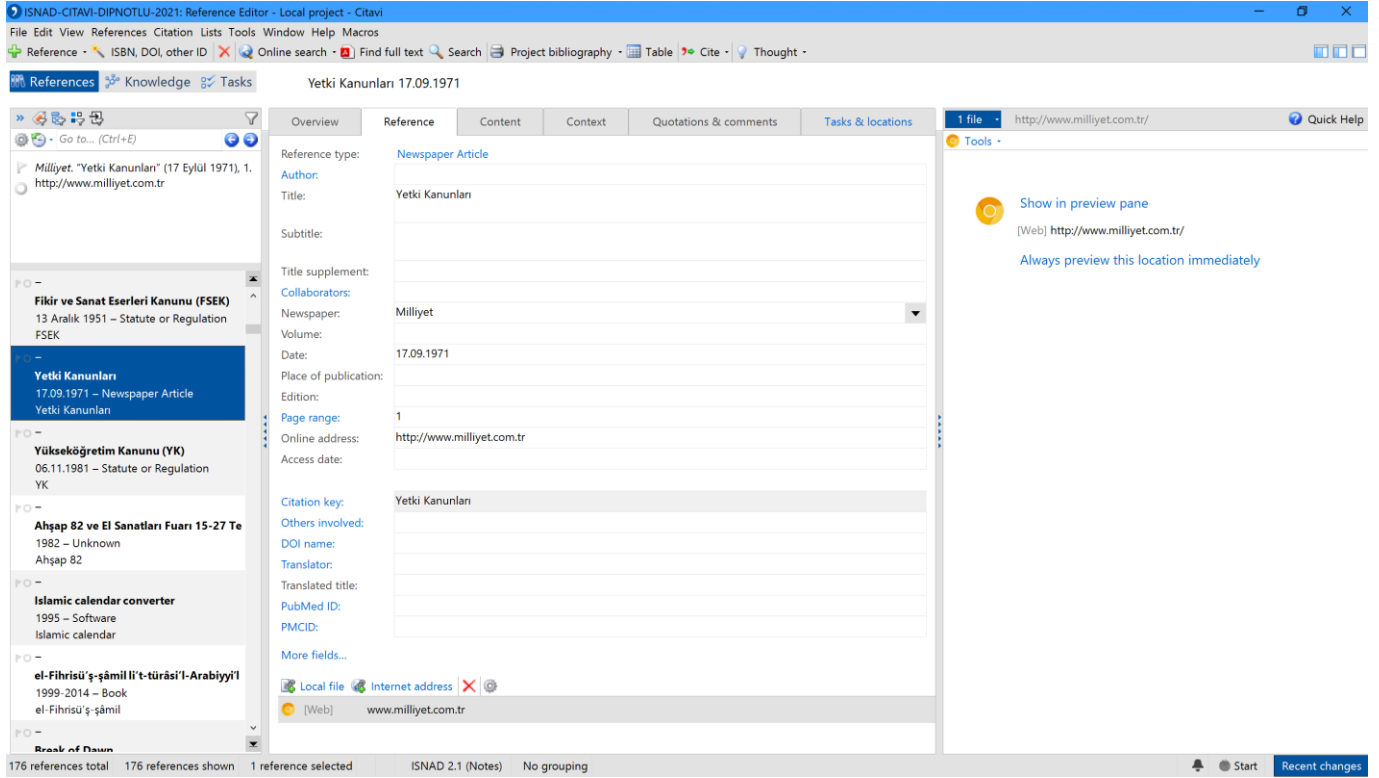 ISNAD-CITAVI-DIPNOTLU-2021: Reference Editor - Local project - Citavi
File Edit View References Citation Lists Tools Window Help Macros
Reference ISBN, DOI, other ID Online search Find full text Search Project bibliography Table Cite Thought
References Knowledge Tasks Yetki Kanunları 17.09.1971
Go to... (Ctrl+E)
Milliyet. "Yetki Kanunları" (17 Eylül 1971), 1.
http://www.milliyet.com.tr
Fikir ve Sanat Eserleri Kanunu (FSEK)
13 Aralık 1951 – Statute or Regulation
FSEK
Yetki Kanunları
17.09.1971 – Newspaper Article
Yetki Kanunları
Yükseköğretim Kanunu (YK)
06.11.1981 – Statute or Regulation
YK
Ahşap 82 ve El Sanatları Fuarı 15-27 Te
1982 – Unknown
Ahşap 82
Islamic calendar converter
1995 – Software
Islamic calendar
el-Fihrisü'ş-şâmil li't-türâsi'l-Arabiyyi'l
1999-2014 – Book
el-Fihrisü'ş-şâmil
Break of Dawn
Overview Reference Content Context Quotations & comments Tasks & locations
Reference type: Newspaper Article
Author:
Title: Yetki Kanunları
Subtitle:
Title supplement:
Collaborators:
Newspaper: Milliyet
Volume:
Date: 17.09.1971
Place of publication:
Edition:
Page range: 1
Online address: http://www.milliyet.com.tr
Access date:
Citation key: Yetki Kanunları
Others involved:
DOI name:
Translator:
Translated title:
PubMed ID:
PMCID:
More fields...
Local file Internet address
[Web] www.milliyet.com.tr
1 file http://www.milliyet.com.tr/ Quick Help
Tools
Show in preview pane
[Web] http://www.milliyet.com.tr/
Always preview this location immediately
176 references total 176 references shown 1 reference selected ISNAD 2.1 (Notes) No grouping Start Recent changes